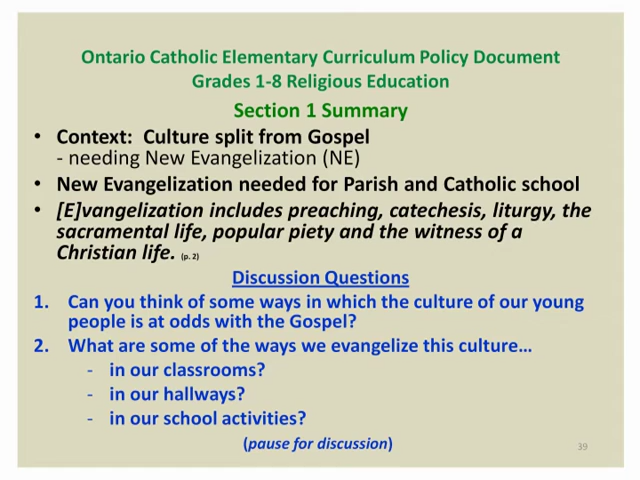 Ontario Catholic Elementary Curriculum Policy Document
Grades 1-8 Religious Education
Section 1 Summary
• Context:  Culture split from Gospel
- needing New Evangelization (NE)
• New Evangelization needed for Parish and Catholic school
• [E]vangelization includes preaching, catechesis, liturgy, the
sacramental life, popular piety and the witness of a
Christian life. (p. 2)
Discussion Questions
1. Can you think of some ways in which the culture of our young
people is at odds with the Gospel?
2. What are some of the ways we evangelize this culture…
- in our classrooms?
- in our hallways?
- in our school activities?
(pause for discussion)
39